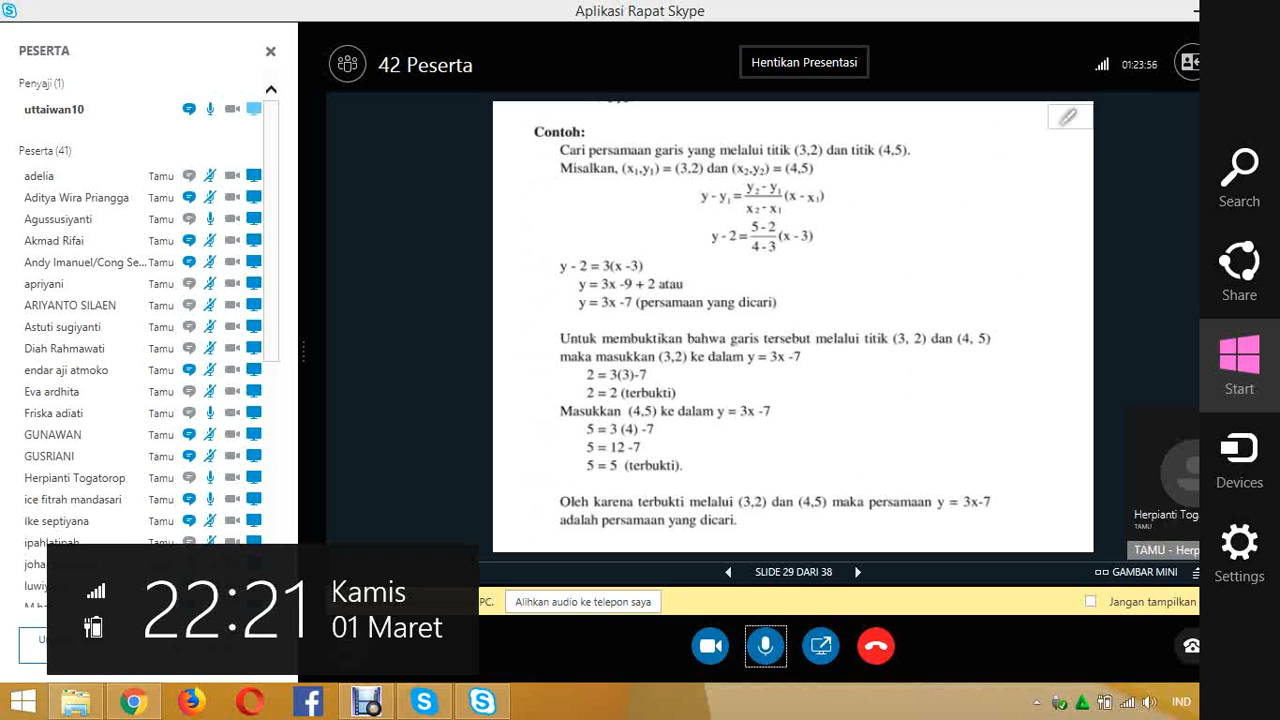 Aplikasi Rapat Skype
PESERTA
Penyaji (1)
uttaiwan10
Peserta (41)
adelia Tamu
Aditya Wira Priangga Tamu
Agussusiyanti Tamu
Akmad Rifai Tamu
Andy Imanuel/Cong Se... Tamu
apriyani Tamu
ARIYANTO SILAEN Tamu
Astuti sugiyanti Tamu
Diah Rahmawati Tamu
endar aji atmoko Tamu
Eva ardhita Tamu
Friska adiati Tamu
GUNAWAN Tamu
GUSRIANI Tamu
Herpianti Togatorop Tamu
ice fitrah mandasari Tamu
Ike septiyana Tamu
ipahlatipah Tamu
42 Peserta
Hentikan Presentasi
01:23:56
Contoh:
Cari persamaan garis yang melalui titik (3,2) dan titik (4,5).
Misalkan, (x₁,y₁) = (3,2) dan (x₂,y₂) = (4,5)
y - y₁ = (y₂ - y₁)/(x₂ - x₁) (x - x₁)
y - 2 = (5 - 2)/(4 - 3) (x - 3)
y - 2 = 3(x -3)
y = 3x -9 + 2 atau
y = 3x -7 (persamaan yang dicari)
Untuk membuktikan bahwa garis tersebut melalui titik (3, 2) dan (4, 5)
maka masukkan (3,2) ke dalam y = 3x -7
2 = 3(3)-7
2 = 2 (terbukti)
Masukkan (4,5) ke dalam y = 3x -7
5 = 3 (4) -7
5 = 12 -7
5 = 5 (terbukti).
Oleh karena terbukti melalui (3,2) dan (4,5) maka persamaan y = 3x-7
adalah persamaan yang dicari.
Herpianti Toga
TAMU
TAMU - Herp
SLIDE 29 DARI 38
GAMBAR MINI
PC.
Alihkan audio ke telepon saya
Jangan tampilkan
22:21
Kamis
01 Maret
Search
Share
Start
Devices
Settings
IND